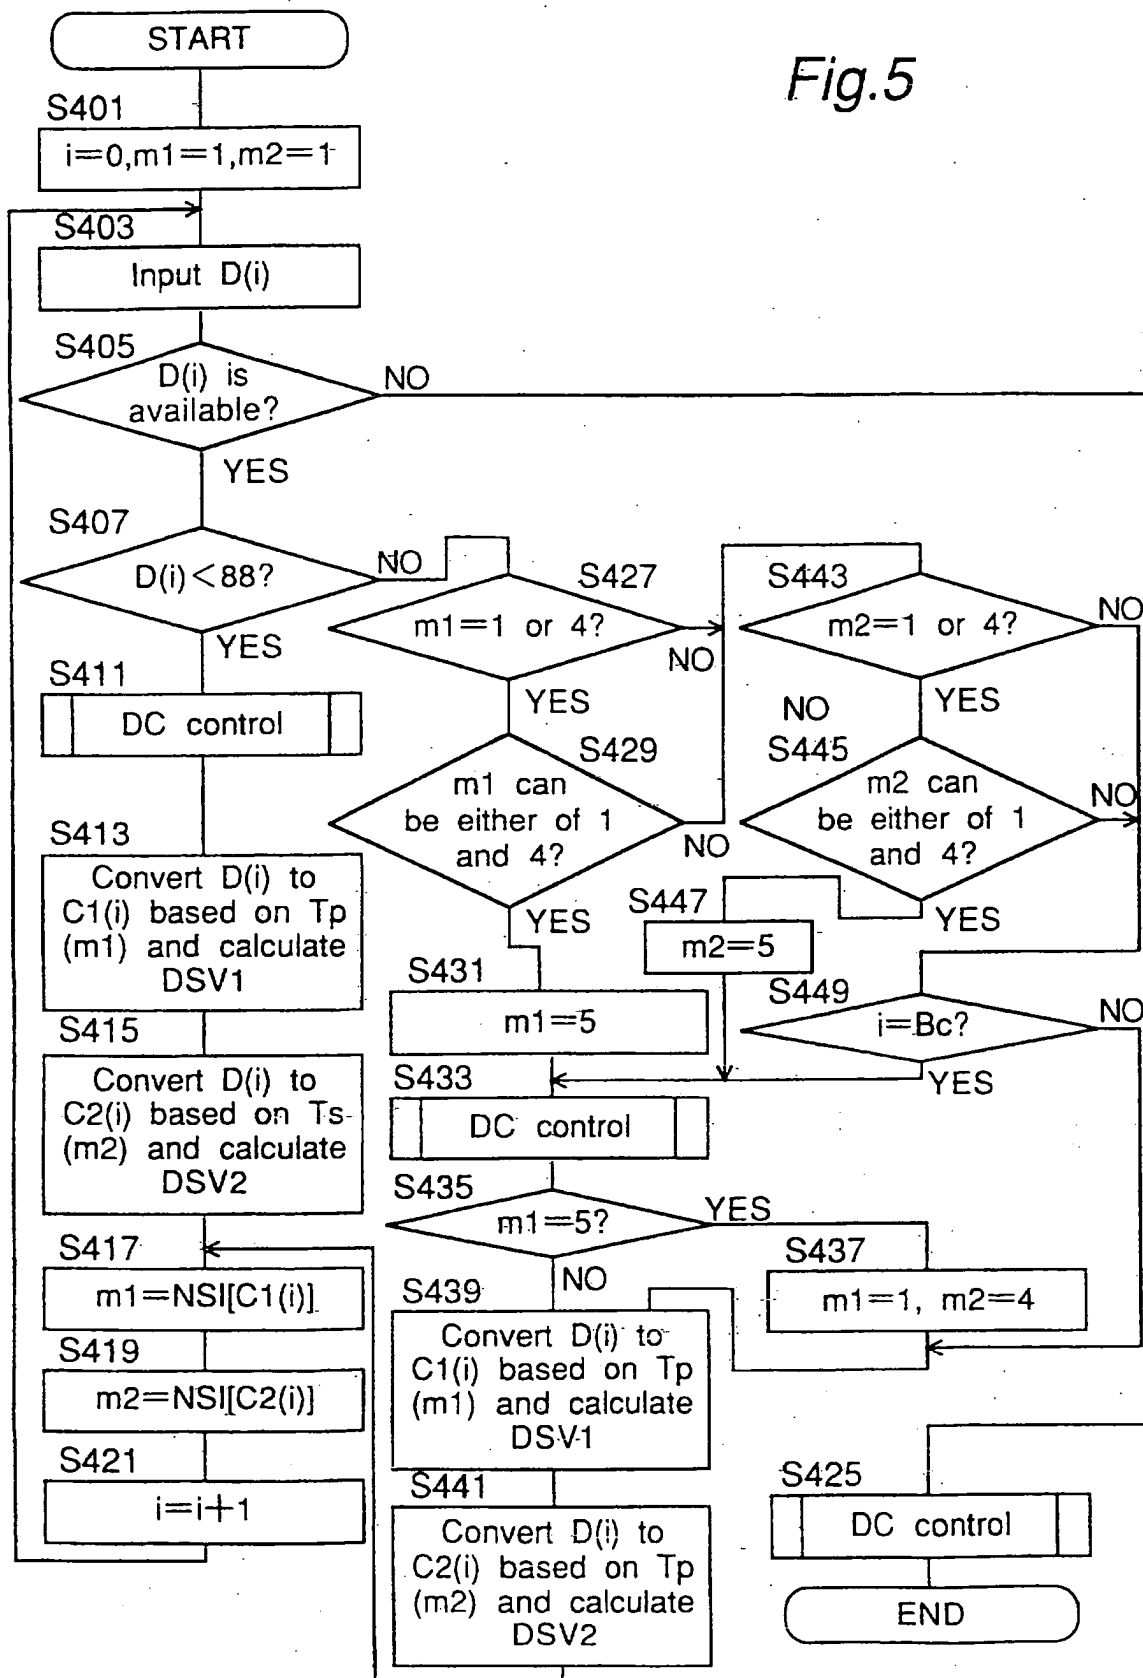 START
Fig.5
S401
i=0,m1=1,m2=1
S403
Input D(i)
S405
D(i) is
available?
NO
YES
S407
D(i)<88?
NO
YES
S427
m1=1 or 4?
NO
YES
S443
m2=1 or 4?
NO
YES
S411
DC control
S429
m1 can
be either of 1
and 4?
NO
YES
NO
S445
m2 can
be either of 1
and 4?
NO
YES
S413
Convert D(i) to
C1(i) based on Tp
(m1) and calculate
DSV1
S447
m2=5
S431
m1=5
S449
i=Bc?
NO
YES
S415
Convert D(i) to
C2(i) based on Ts
(m2) and calculate
DSV2
S433
DC control
S435
m1=5?
YES
NO
S417
m1=NSI[C1(i)]
S437
m1=1, m2=4
S439
Convert D(i) to
C1(i) based on Tp
(m1) and calculate
DSV1
S419
m2=NSI[C2(i)]
S421
i=i+1
S441
Convert D(i) to
C2(i) based on Tp
(m2) and calculate
DSV2
S425
DC control
END